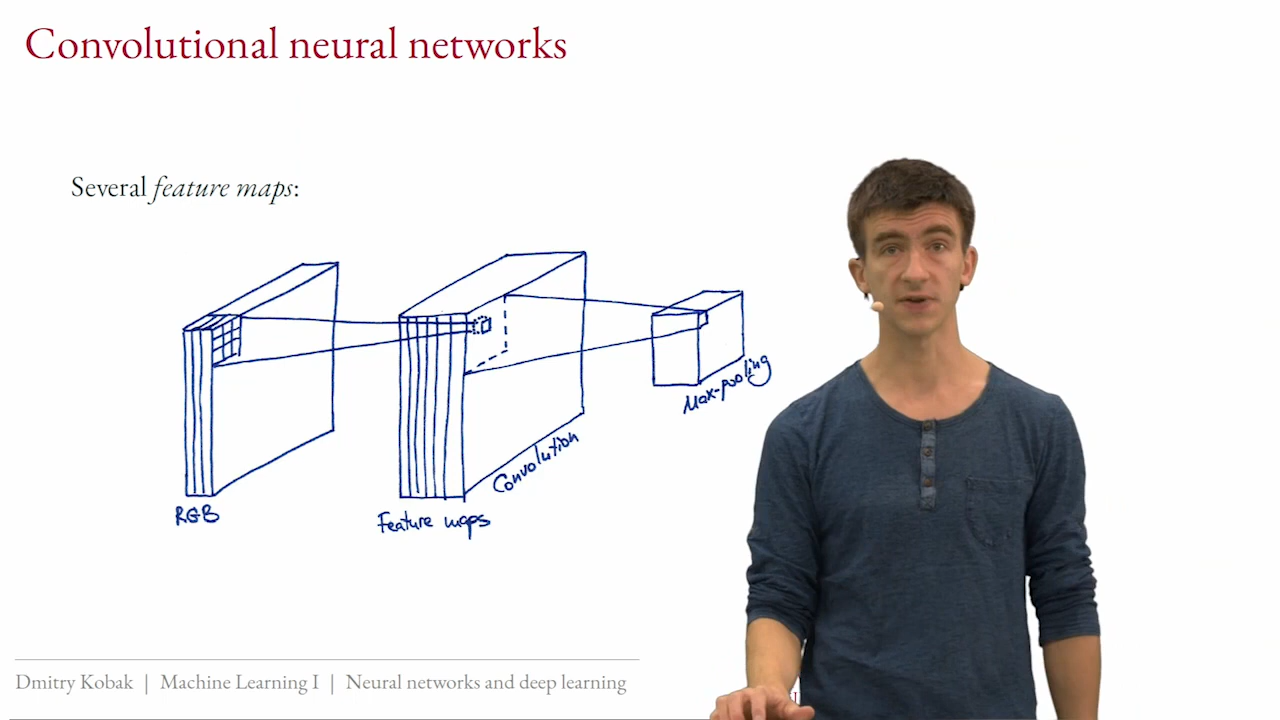 Convolutional neural networks
Several feature maps:
RGB
Feature maps
Convolution
Max-pooling
Dmitry Kobak | Machine Learning I | Neural networks and deep learning